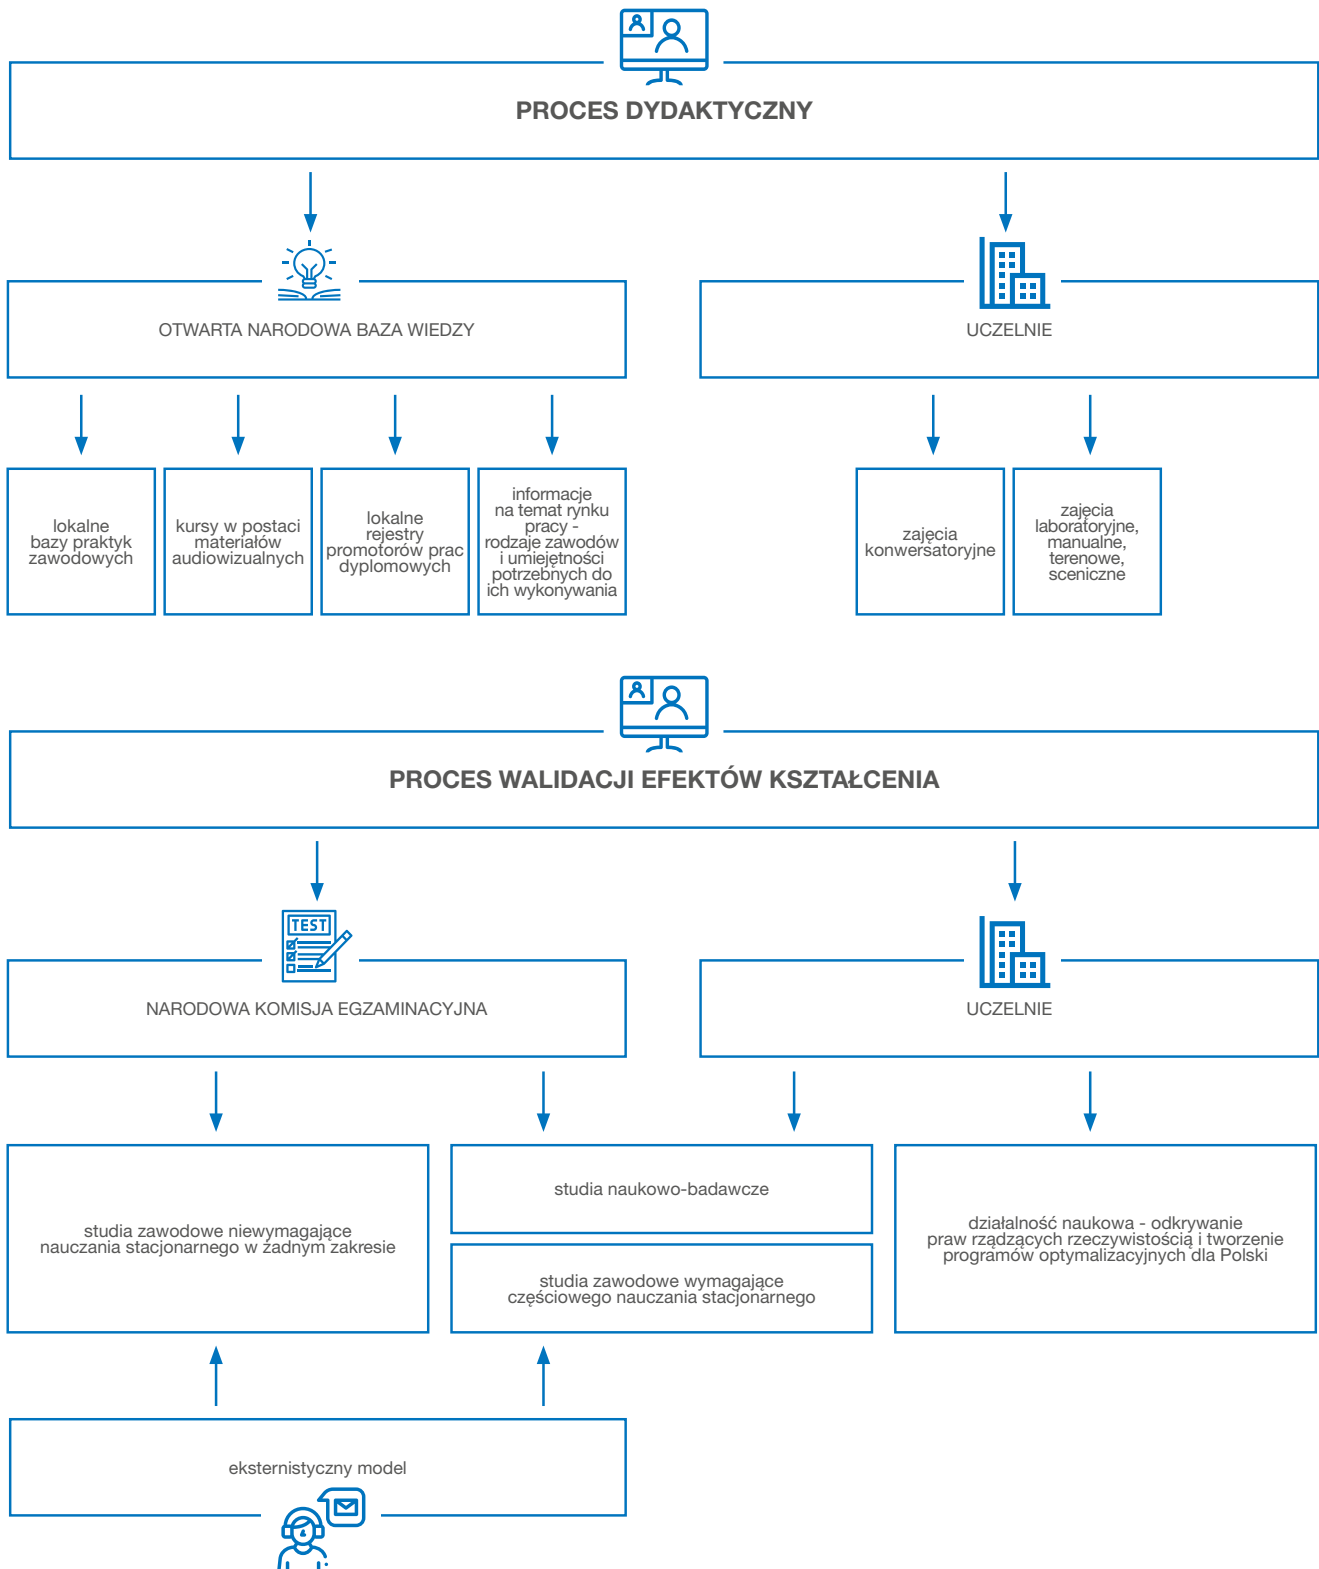 PROCES DYDAKTYCZNY
OTWARTA NARODOWA BAZA WIEDZY
UCZELNIE
lokalne
bazy praktyk
zawodowych
kursy w postaci
materiałów
audiowizualnych
lokalne
rejestry
promotorów prac
dyplomowych
informacje
na temat rynku
pracy -
rodzaje zawodów
i umiejętności
potrzebnych do
ich wykonywania
zajęcia
konwersatoryjne
zajęcia
laboratoryjne,
manualne,
terenowe,
sceniczne
PROCES WALIDACJI EFEKTÓW KSZTAŁCENIA
TEST
NARODOWA KOMISJA EGZAMINACYJNA
UCZELNIE
studia zawodowe niewymagające
nauczania stacjonarnego w żadnym zakresie
studia naukowo-badawcze
studia zawodowe wymagające
częściowego nauczania stacjonarnego
działalność naukowa - odkrywanie
praw rządzących rzeczywistością i tworzenie
programów optymalizacyjnych dla Polski
eksternistyczny model